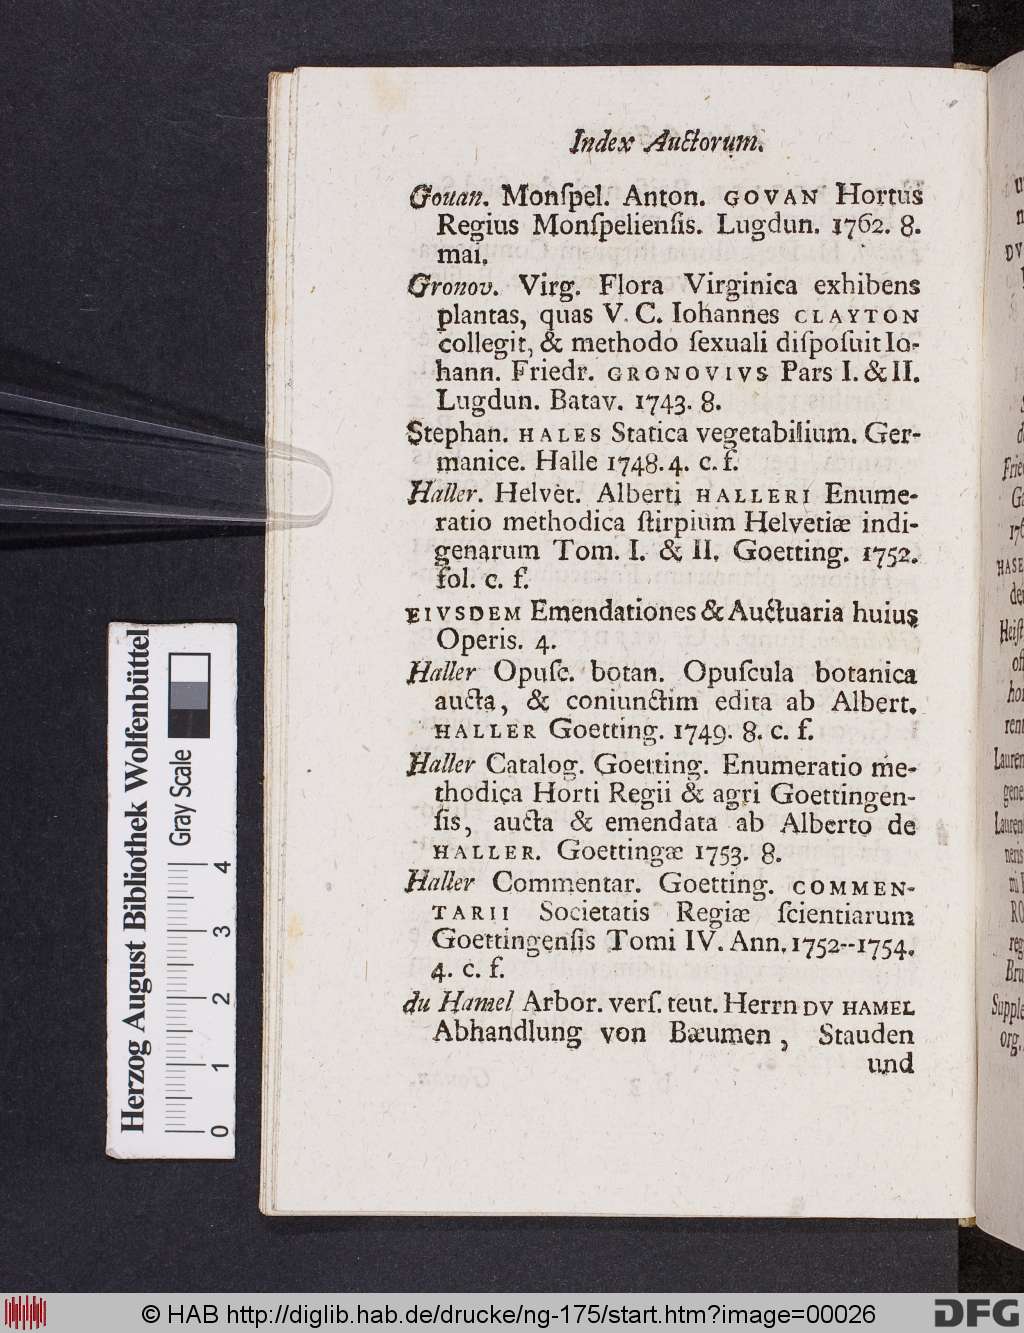 Index Auctorum.
Gouan. Monſpel. Anton. GOVAN Hortus
Regius Monſpelienſis. Lugdun. 1762. 8.
mai.
Gronov. Virg. Flora Virginica exhibens
plantas, quas V. C. Iohannes CLAYTON
collegit, & methodo ſexuali diſpoſuit Io-
hann. Friedr. GRONOVIVS Pars I. & II.
Lugdun. Batav. 1743. 8.
Stephan. HALES Statica vegetabilium. Ger-
manice. Halle 1748. 4. c. f.
Haller. Helvet. Alberti HALLERI Enume-
ratio methodica ſtirpium Helvetiæ indi-
genarum Tom. I. & II. Goetting. 1752.
fol. c. f.
EIVSDEM Emendationes & Auctuaria huius
Operis. 4.
Haller Opuſc. botan. Opuſcula botanica
aucta, & coniunctim edita ab Albert.
HALLER Goetting. 1749. 8. c. f.
Haller Catalog. Goetting. Enumeratio me-
thodica Horti Regii & agri Goettingen-
ſis, aucta & emendata ab Alberto de
HALLER. Goettingæ 1753. 8.
Haller Commentar. Goetting. COMMEN-
TARII Societatis Regiæ ſcientiarum
Goettingenſis Tomi IV. Ann. 1752--1754.
4. c. f.
du Hamel Arbor. verſ. teut. Herrn DV HAMEL
Abhandlung von Bæumen, Stauden
und
Herzog August Bibliothek Wolfenbüttel
Gray Scale
0 1 2 3 4
© HAB http://diglib.hab.de/drucke/ng-175/start.htm?image=00026
DFG